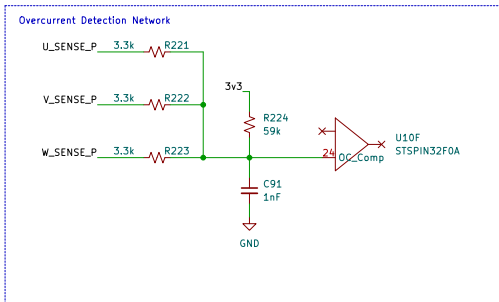 Overcurrent Detection Network
U_SENSE_P 3.3k R221
V_SENSE_P 3.3k R222
3v3
R224
59k
W_SENSE_P 3.3k R223
24 OC_Comp
U10F
STSPIN32F0A
C91
1nF
GND